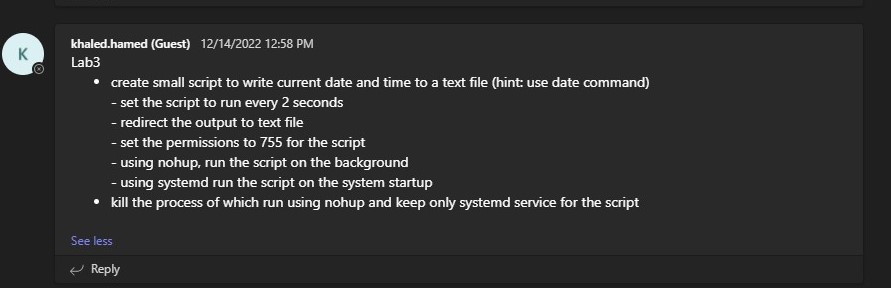 K
khaled.hamed (Guest) 12/14/2022 12:58 PM
Lab3
• create small script to write current date and time to a text file (hint: use date command)
- set the script to run every 2 seconds
- redirect the output to text file
- set the permissions to 755 for the script
- using nohup, run the script on the background
- using systemd run the script on the system startup
• kill the process of which run using nohup and keep only systemd service for the script
See less
Reply